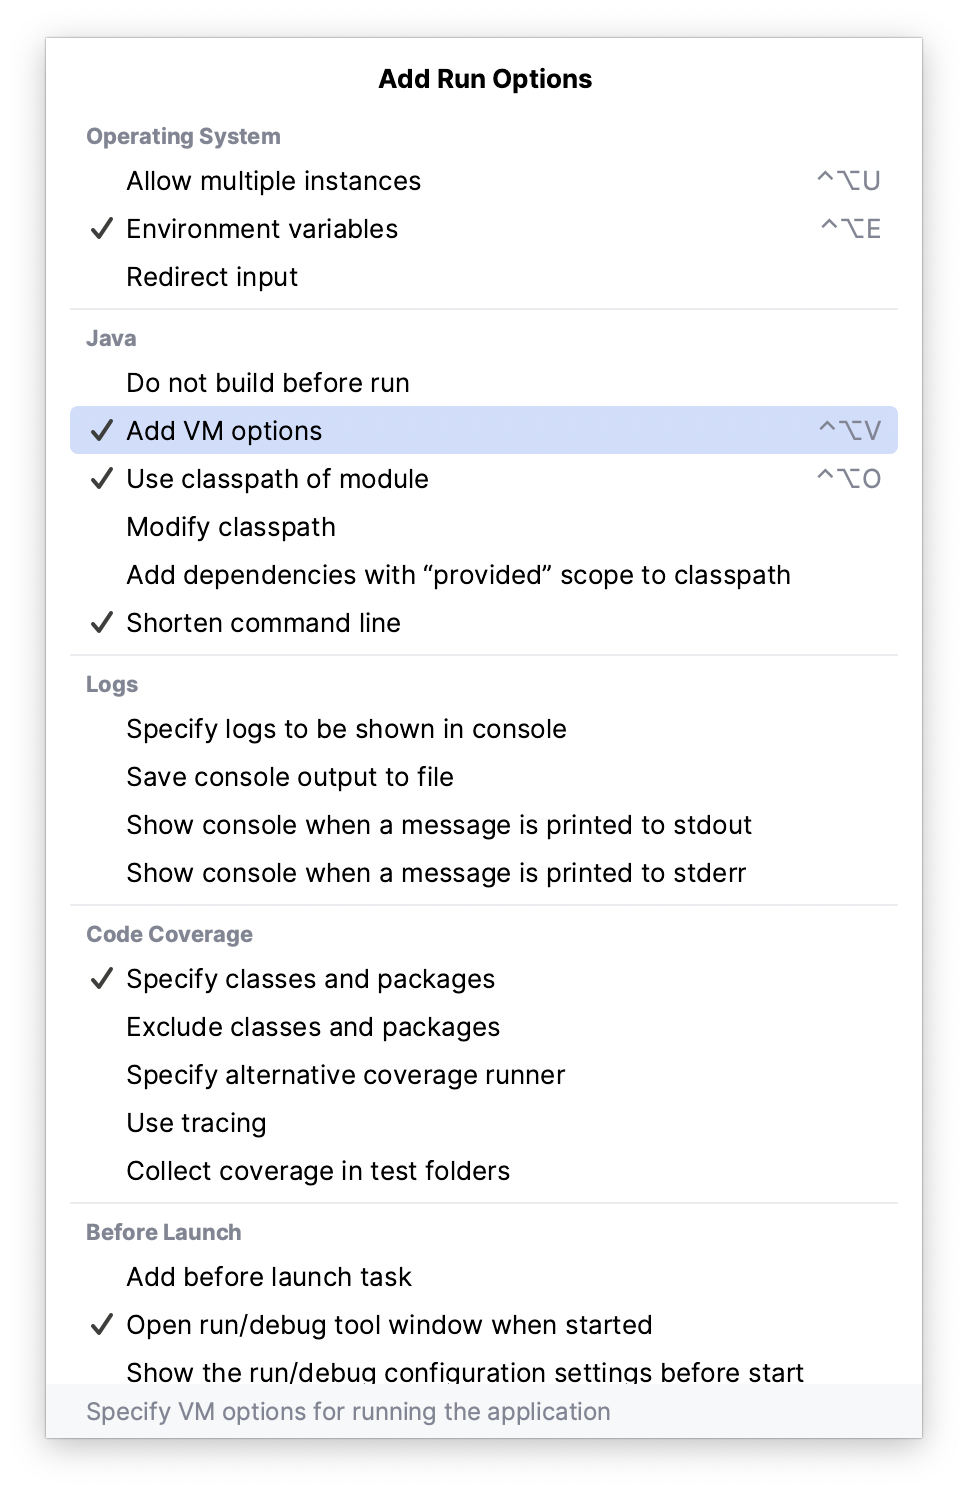 Add Run Options
Operating System
Allow multiple instances ⌃⌥U
Environment variables ⌃⌥E
Redirect input
Java
Do not build before run
Add VM options ⌃⌥V
Use classpath of module ⌃⌥O
Modify classpath
Add dependencies with “provided” scope to classpath
Shorten command line
Logs
Specify logs to be shown in console
Save console output to file
Show console when a message is printed to stdout
Show console when a message is printed to stderr
Code Coverage
Specify classes and packages
Exclude classes and packages
Specify alternative coverage runner
Use tracing
Collect coverage in test folders
Before Launch
Add before launch task
Open run/debug tool window when started
Show the run/debug configuration settings before start
Specify VM options for running the application